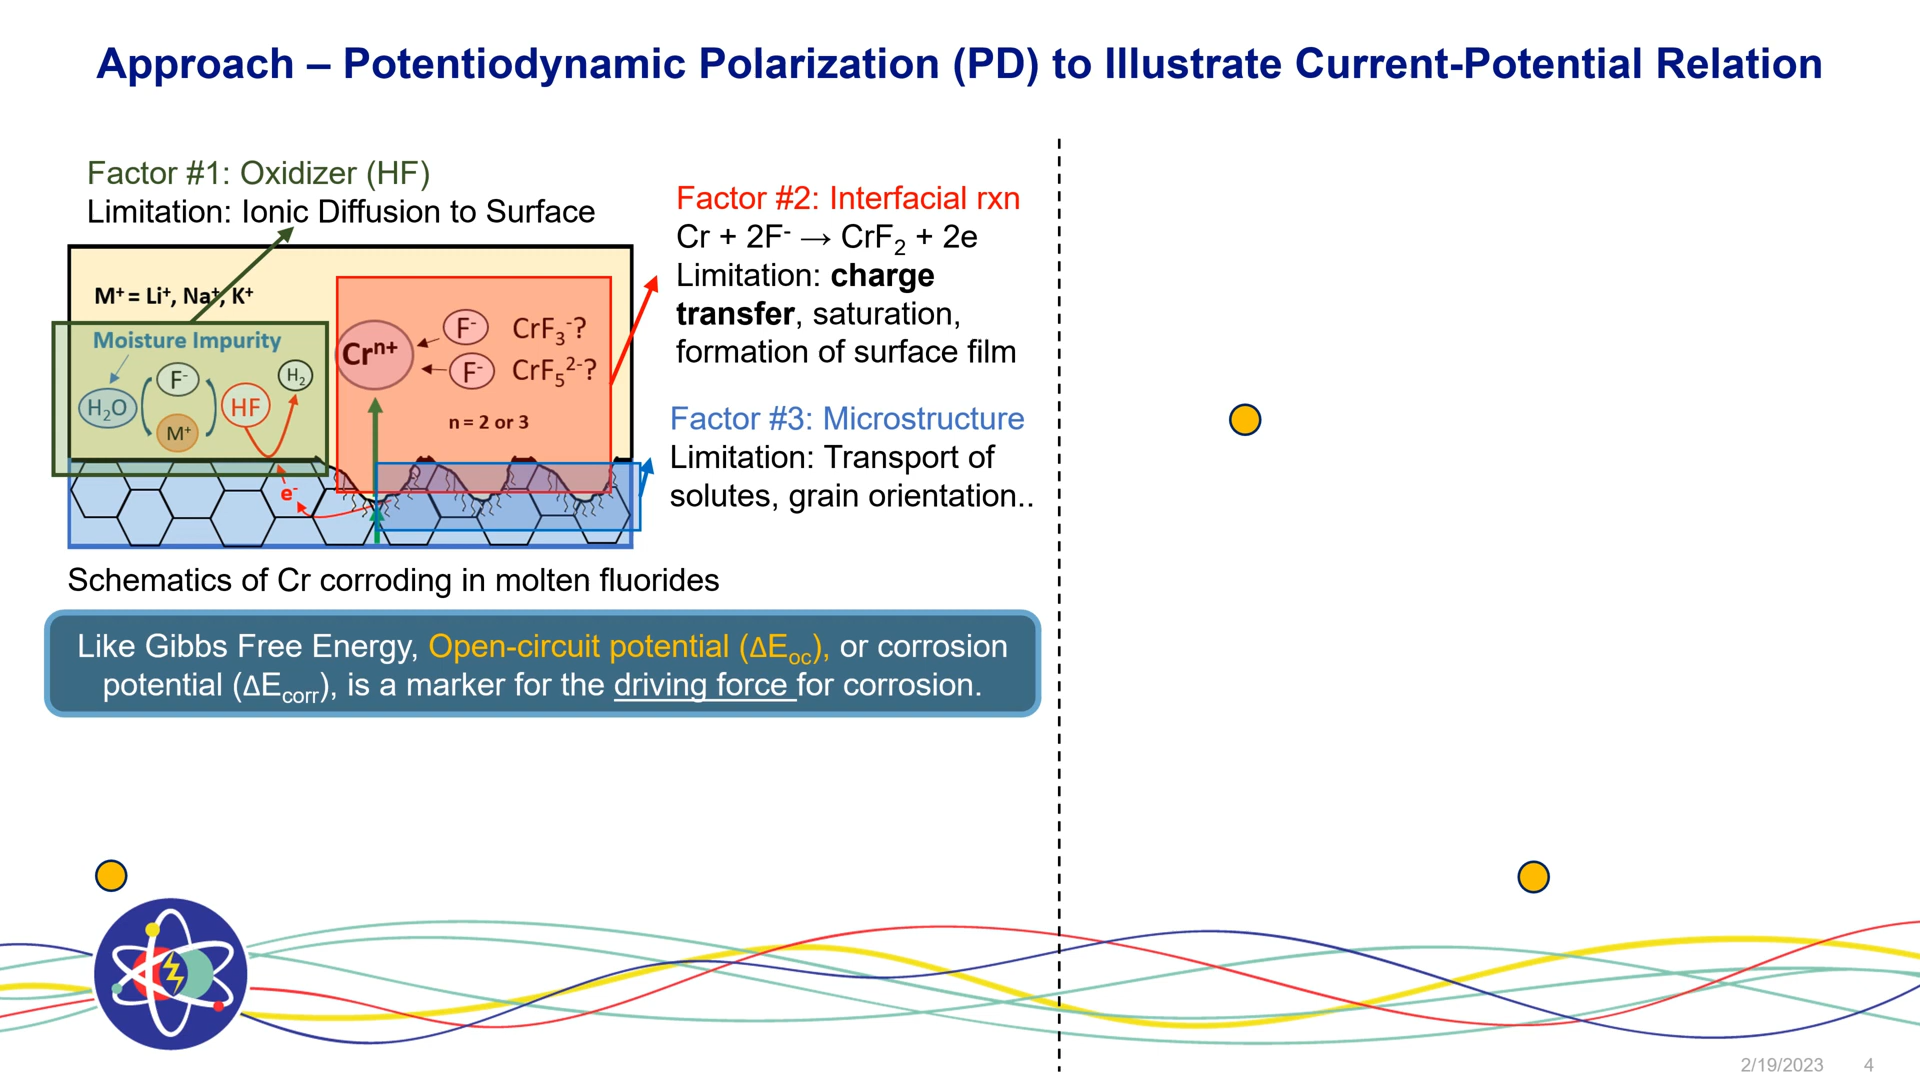 Approach – Potentiodynamic Polarization (PD) to Illustrate Current-Potential Relation
Factor #1: Oxidizer (HF)
Limitation: Ionic Diffusion to Surface
M⁺ = Li⁺, Na⁺, K⁺
Moisture Impurity
H₂O
F⁻
M⁺
HF
H₂
e⁻
Crⁿ⁺
F⁻
CrF₃⁻?
F⁻
CrF₅²⁻?
n = 2 or 3
Factor #2: Interfacial rxn
Cr + 2F⁻ → CrF₂ + 2e
Limitation: charge
transfer, saturation,
formation of surface film
Factor #3: Microstructure
Limitation: Transport of
solutes, grain orientation..
Schematics of Cr corroding in molten fluorides
Like Gibbs Free Energy, Open-circuit potential (ΔEoc), or corrosion
potential (ΔEcorr), is a marker for the driving force for corrosion.
2/19/2023
4